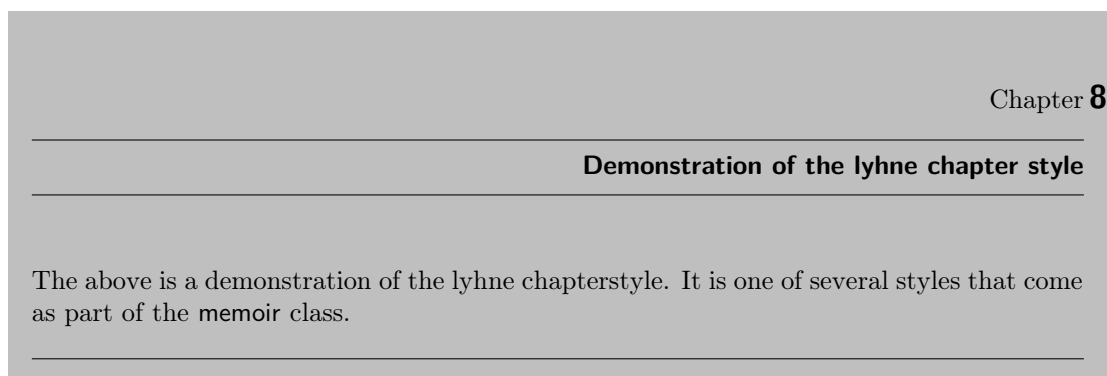 Chapter 8
Demonstration of the lyhne chapter style
The above is a demonstration of the lyhne chapterstyle. It is one of several styles that come
as part of the memoir class.